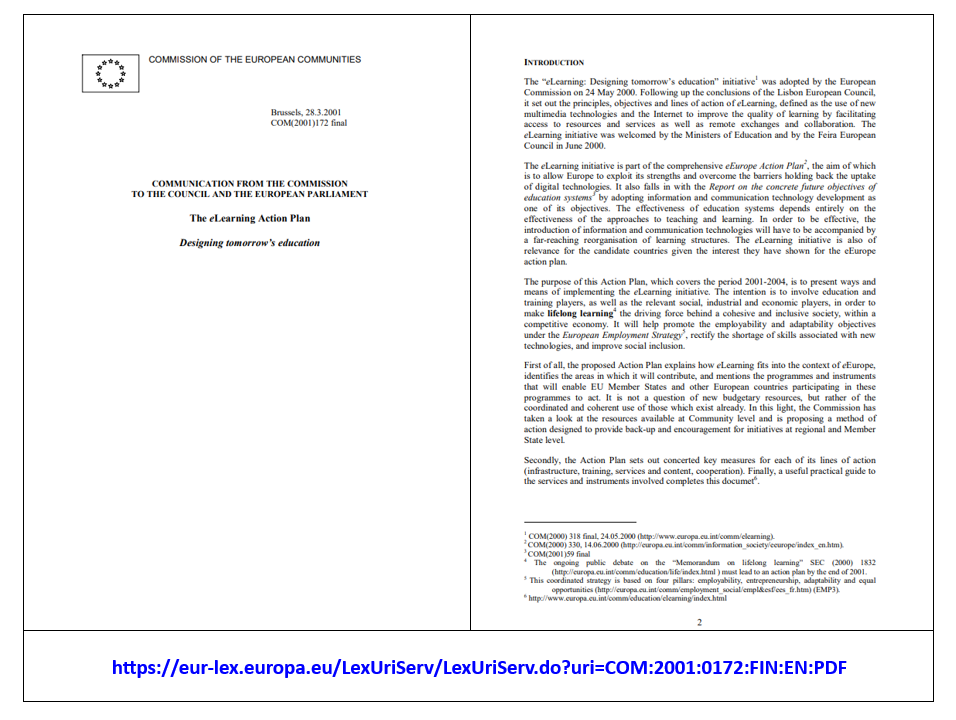 COMMISSION OF THE EUROPEAN COMMUNITIES
Brussels, 28.3.2001
COM(2001)172 final
COMMUNICATION FROM THE COMMISSION
TO THE COUNCIL AND THE EUROPEAN PARLIAMENT
The eLearning Action Plan
Designing tomorrow's education
INTRODUCTION
The “eLearning: Designing tomorrow's education” initiative1 was adopted by the European
Commission on 24 May 2000. Following up the conclusions of the Lisbon European Council,
it set out the principles, objectives and lines of action of eLearning, defined as the use of new
multimedia technologies and the Internet to improve the quality of learning by facilitating
access to resources and services as well as remote exchanges and collaboration. The
eLearning initiative was welcomed by the Ministers of Education and by the Feira European
Council in June 2000.
The eLearning initiative is part of the comprehensive eEurope Action Plan2, the aim of which
is to allow Europe to exploit its strengths and overcome the barriers holding back the uptake
of digital technologies. It also falls in with the Report on the concrete future objectives of
education systems3 by adopting information and communication technology development as
one of its objectives. The effectiveness of education systems depends entirely on the
effectiveness of the approaches to teaching and learning. In order to be effective, the
introduction of information and communication technologies will have to be accompanied by
a far-reaching reorganisation of learning structures. The eLearning initiative is also of
relevance for the candidate countries given the interest they have shown for the eEurope
action plan.
The purpose of this Action Plan, which covers the period 2001-2004, is to present ways and
means of implementing the eLearning initiative. The intention is to involve education and
training players, as well as the relevant social, industrial and economic players, in order to
make lifelong learning4 the driving force behind a cohesive and inclusive society, within a
competitive economy. It will help promote the employability and adaptability objectives
under the European Employment Strategy5, rectify the shortage of skills associated with new
technologies, and improve social inclusion.
First of all, the proposed Action Plan explains how eLearning fits into the context of eEurope,
identifies the areas in which it will contribute, and mentions the programmes and instruments
that will enable EU Member States and other European countries participating in these
programmes to act. It is not a question of new budgetary resources, but rather of the
coordinated and coherent use of those which exist already. In this light, the Commission has
taken a look at the resources available at Community level and is proposing a method of
action designed to provide back-up and encouragement for initiatives at regional and Member
State level.
Secondly, the Action Plan sets out concerted key measures for each of its lines of action
(infrastructure, training, services and content, cooperation). Finally, a useful practical guide to
the services and instruments involved completes this documet6.
1 COM(2000) 318 final, 24.05.2000 (http://www.europa.eu.int/comm/elearning).
2 COM(2000) 330, 14.06.2000 (http://europa.eu.int/comm/information_society/eeurope/index_en.htm).
3 COM(2001)59 final
4 The ongoing public debate on the “Memorandum on lifelong learning” SEC (2000) 1832
(http://europa.eu.int/comm/education/life/index.html ) must lead to an action plan by the end of 2001.
5 This coordinated strategy is based on four pillars: employability, entrepreneurship, adaptability and equal
opportunities (http://europa.eu.int/comm/employment_social/empl&esf/ees_fr.htm) (EMP3).
6 http://www.europa.eu.int/comm/education/elearning/index.html
2
https://eur-lex.europa.eu/LexUriServ/LexUriServ.do?uri=COM:2001:0172:FIN:EN:PDF